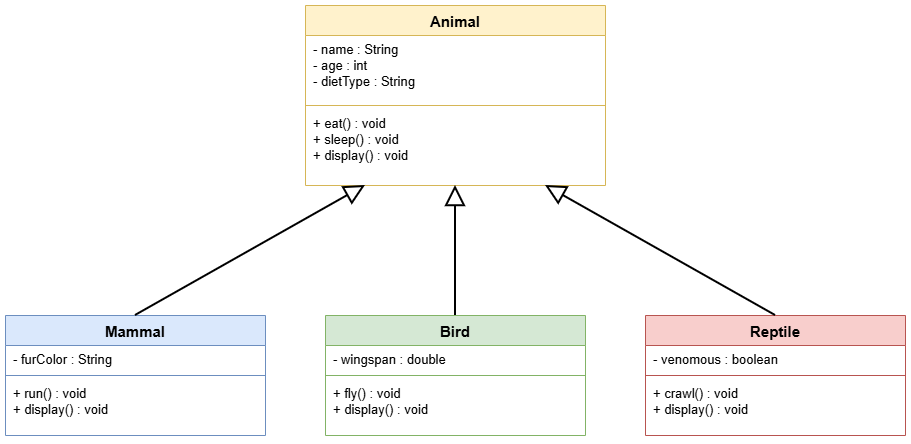 Animal
- name : String
- age : int
- dietType : String
+ eat() : void
+ sleep() : void
+ display() : void
Mammal
- furColor : String
+ run() : void
+ display() : void
Bird
- wingspan : double
+ fly() : void
+ display() : void
Reptile
- venomous : boolean
+ crawl() : void
+ display() : void